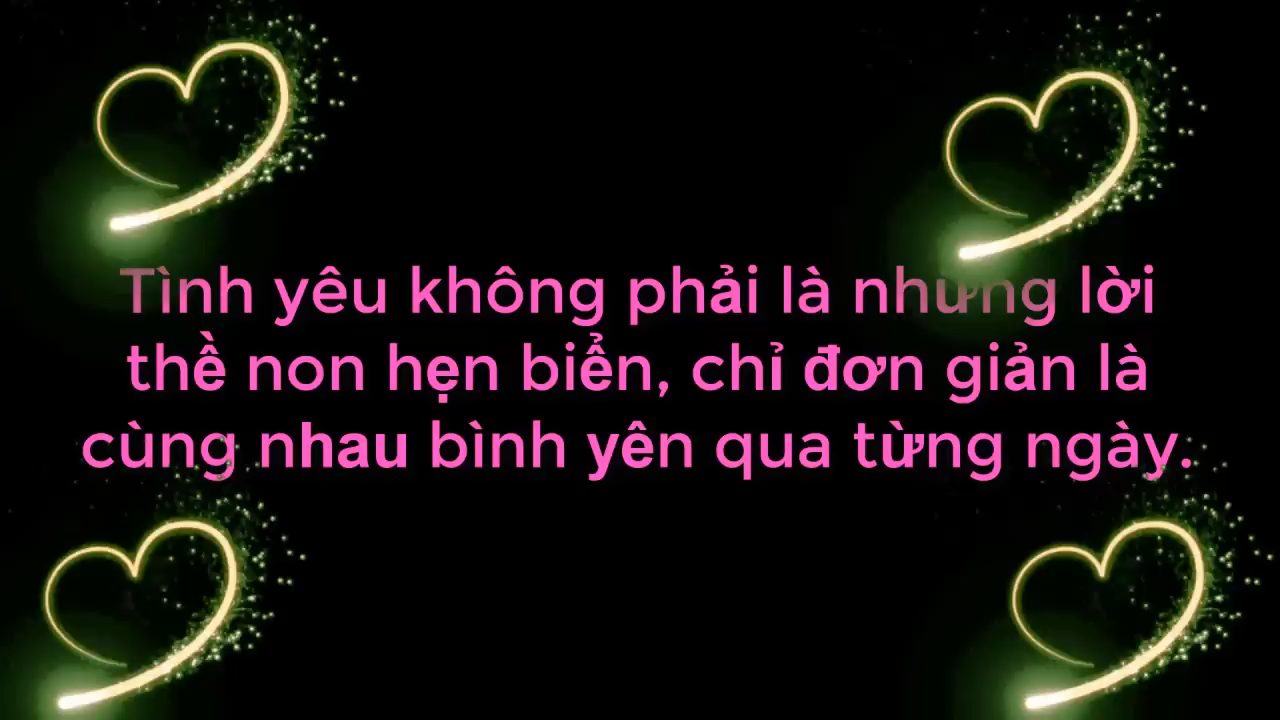 Tình yêu không phải là những lời
thề non hẹn biển, chỉ đơn giản là
cùng nhau bình yên qua từng ngày.